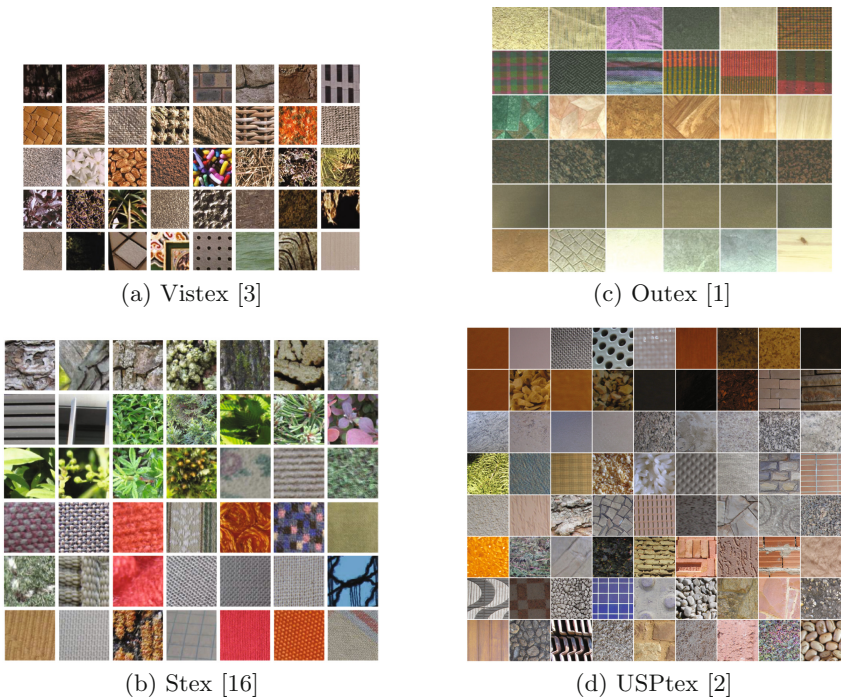 (a) Vistex [3]
(c) Outex [1]
(b) Stex [16]
(d) USPtex [2]